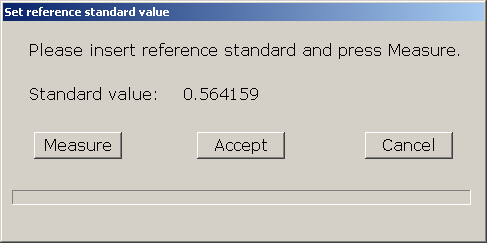 Set reference standard value
Please insert reference standard and press Measure.
Standard value: 0.564159
Measure Accept Cancel